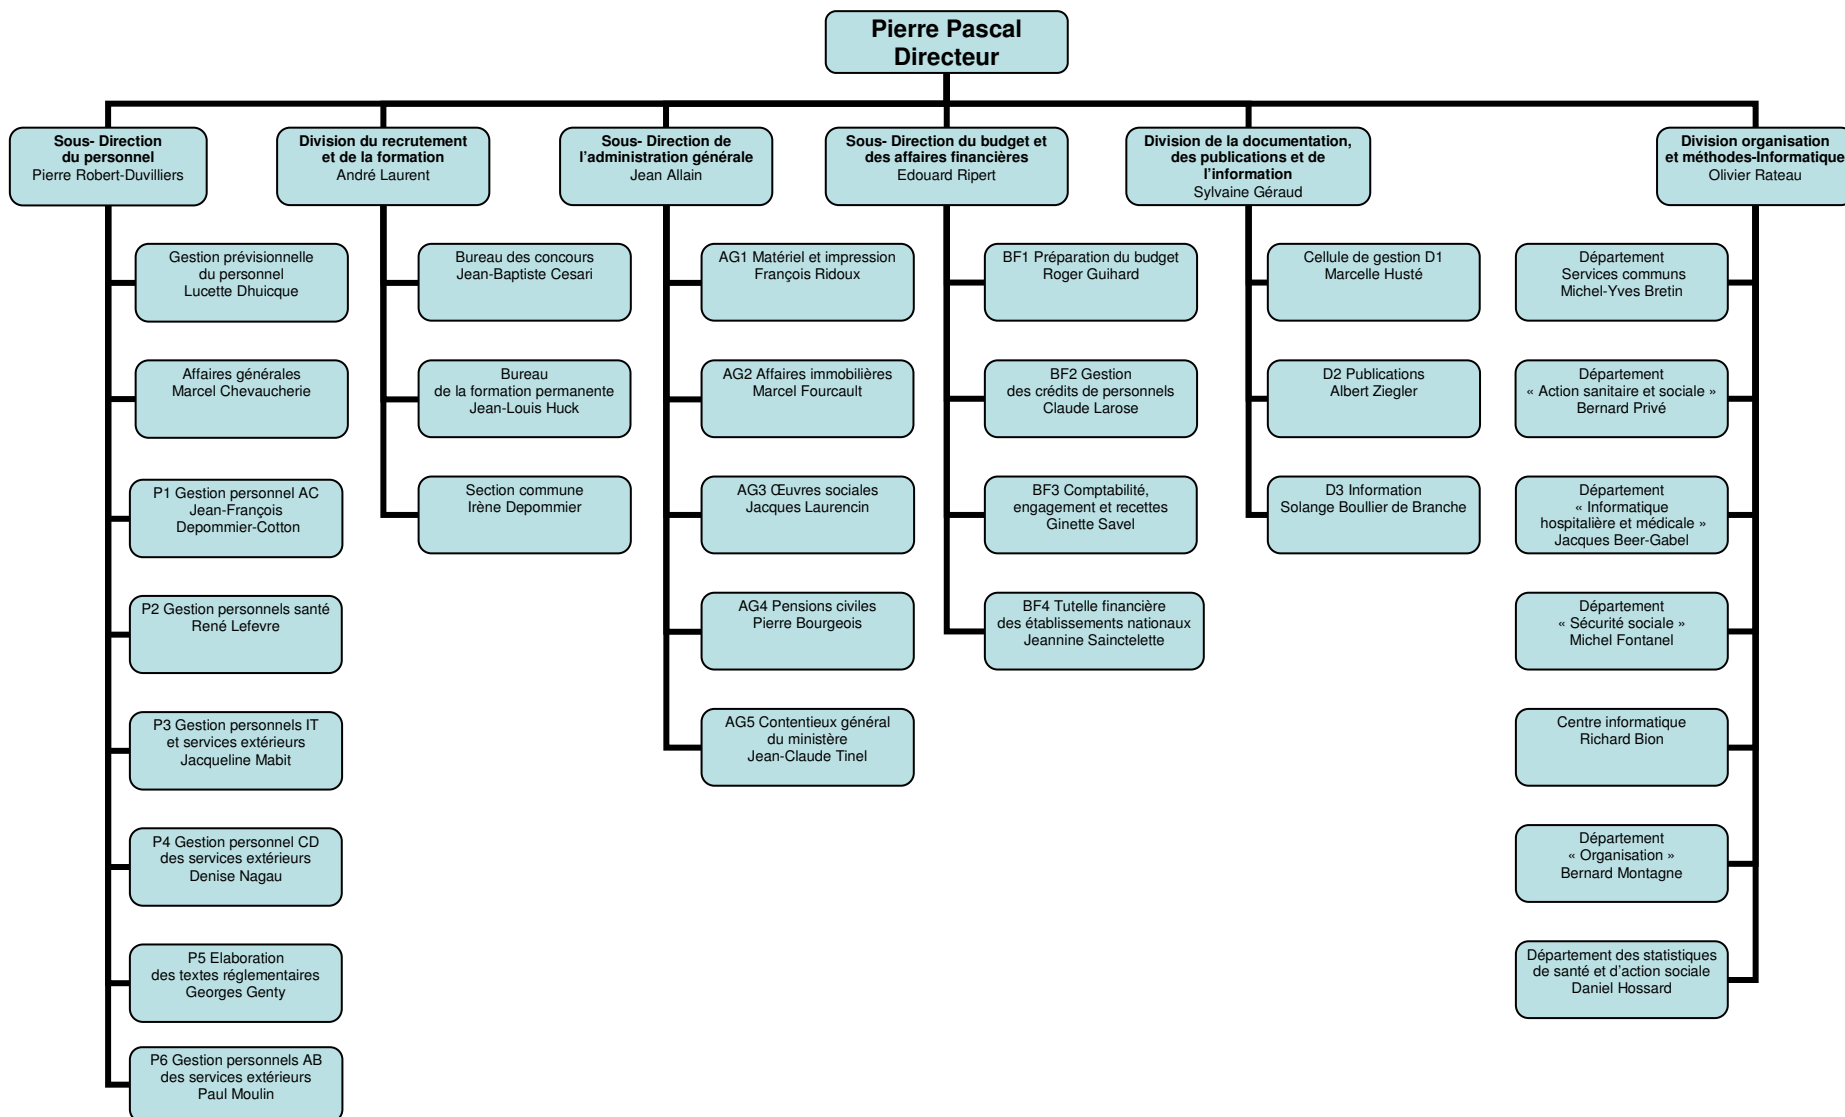 Pierre Pascal
Directeur
Sous- Direction
du personnel
Pierre Robert-Duvilliers
Gestion prévisionnelle
du personnel
Lucette Dhuicque
Affaires générales
Marcel Chevaucherie
P1 Gestion personnel AC
Jean-François
Depommier-Cotton
P2 Gestion personnels santé
René Lefevre
P3 Gestion personnels IT
et services extérieurs
Jacqueline Mabit
P4 Gestion personnel CD
des services extérieurs
Denise Nagau
P5 Elaboration
des textes réglementaires
Georges Genty
P6 Gestion personnels AB
des services extérieurs
Paul Moulin
Division du recrutement
et de la formation
André Laurent
Bureau des concours
Jean-Baptiste Cesari
Bureau
de la formation permanente
Jean-Louis Huck
Section commune
Irène Depommier
Sous- Direction de
l'administration générale
Jean Allain
AG1 Matériel et impression
François Ridoux
AG2 Affaires immobilières
Marcel Fourcault
AG3 Œuvres sociales
Jacques Laurencin
AG4 Pensions civiles
Pierre Bourgeois
AG5 Contentieux général
du ministère
Jean-Claude Tinel
Sous- Direction du budget et
des affaires financières
Edouard Ripert
BF1 Préparation du budget
Roger Guihard
BF2 Gestion
des crédits de personnels
Claude Larose
BF3 Comptabilité,
engagement et recettes
Ginette Savel
BF4 Tutelle financière
des établissements nationaux
Jeannine Sainctelette
Division de la documentation,
des publications et de
l'information
Sylvaine Géraud
Cellule de gestion D1
Marcelle Husté
D2 Publications
Albert Ziegler
D3 Information
Solange Boullier de Branche
Division organisation
et méthodes-Informatique
Olivier Rateau
Département
Services communs
Michel-Yves Bretin
Département
« Action sanitaire et sociale »
Bernard Privé
Département
« Informatique
hospitalière et médicale »
Jacques Beer-Gabel
Département
« Sécurité sociale »
Michel Fontanel
Centre informatique
Richard Bion
Département
« Organisation »
Bernard Montagne
Département des statistiques
de santé et d'action sociale
Daniel Hossard